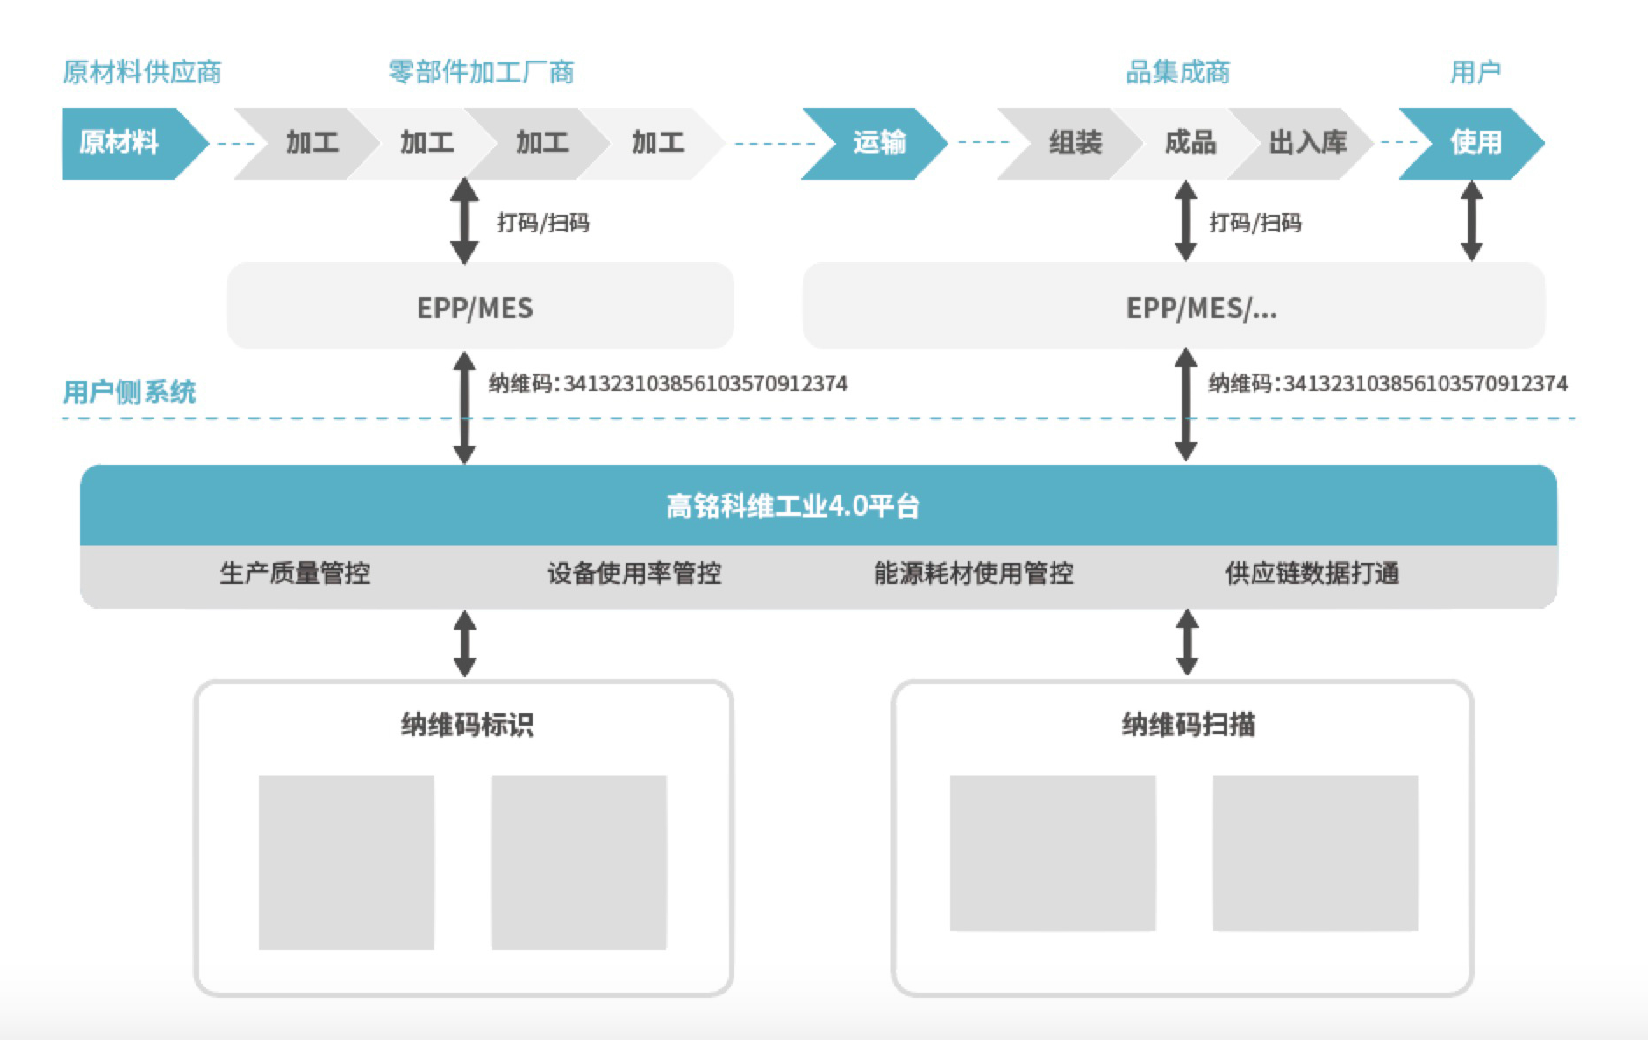 原材料供应商 零部件加工厂商 品集成商 用户
原材料 加工 加工 加工 加工 运输 组装 成品 出入库 使用
打码/扫码 打码/扫码
EPP/MES EPP/MES/...
纳维码:341323103856103570912374 纳维码:341323103856103570912374
用户侧系统
高铭科维工业4.0平台
生产质量管控 设备使用率管控 能源耗材使用管控 供应链数据打通
纳维码标识 纳维码扫描